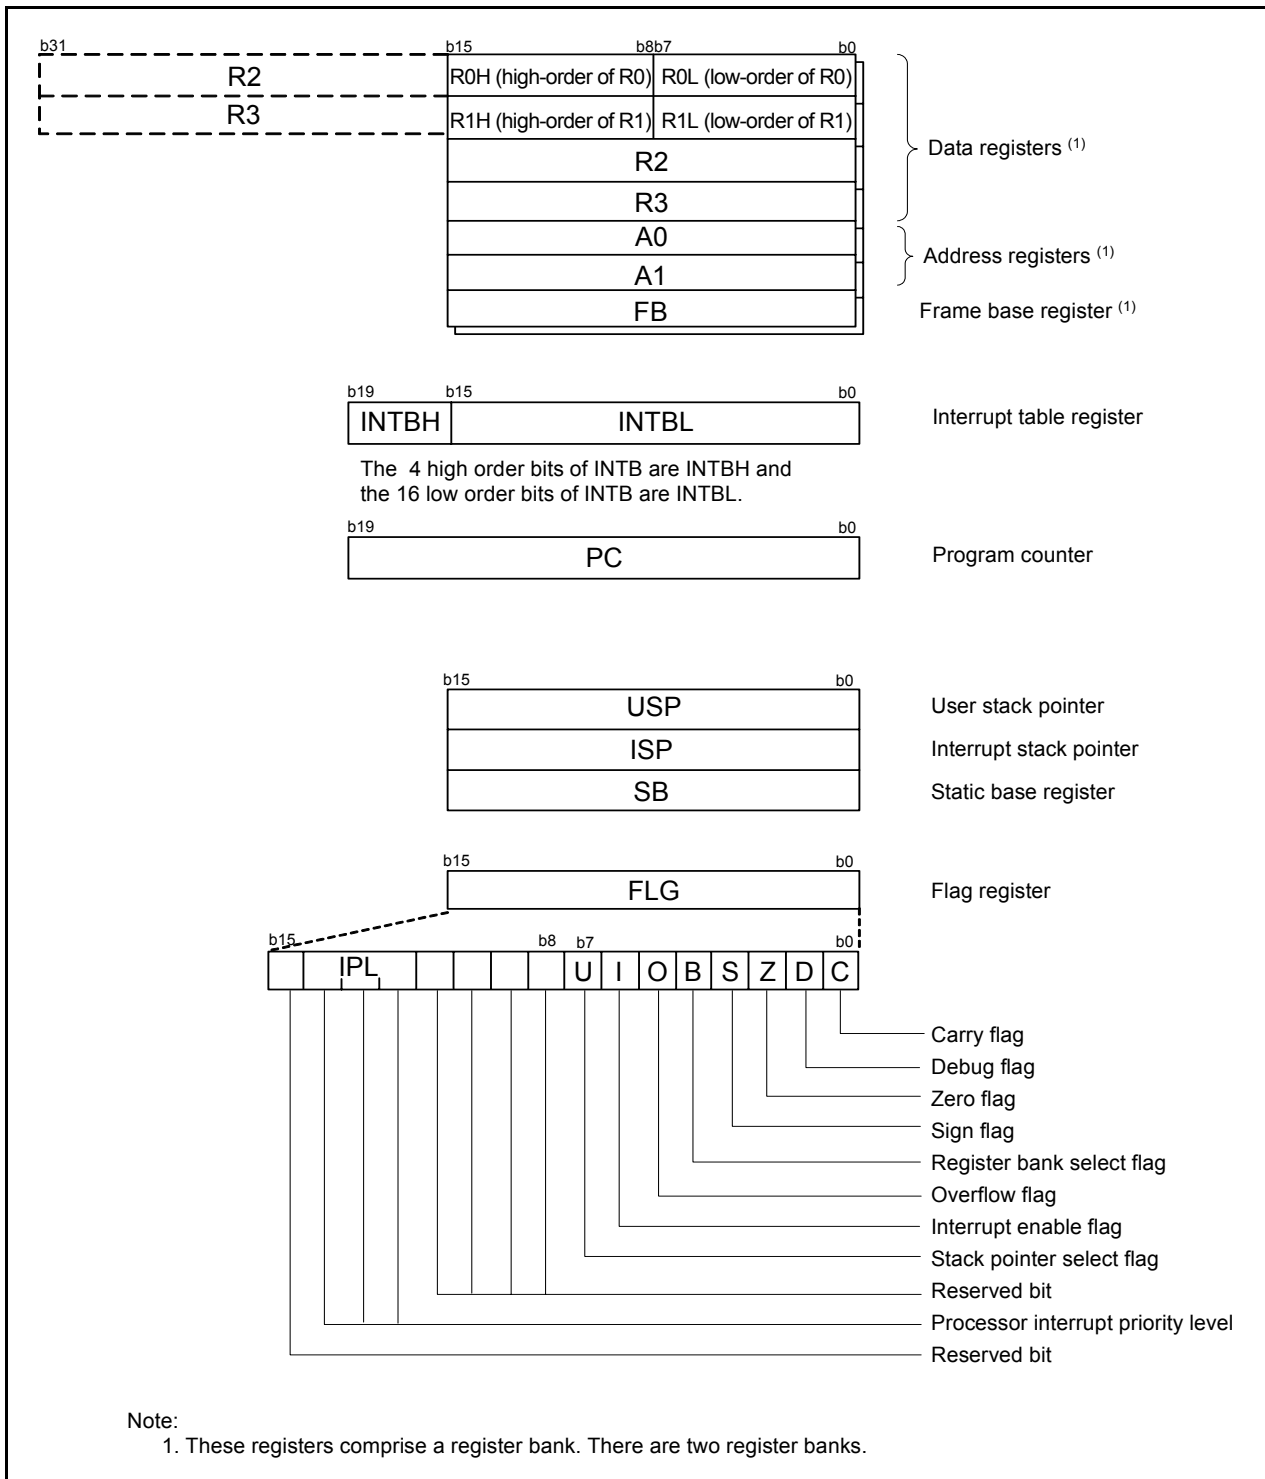 b31
b15 b8b7 b0
R2 R0H (high-order of R0) R0L (low-order of R0)
R3 R1H (high-order of R1) R1L (low-order of R1)
R2
R3
Data registers (1)
A0
A1
Address registers (1)
FB Frame base register (1)
b19 b15 b0
INTBH INTBL Interrupt table register
The 4 high order bits of INTB are INTBH and
the 16 low order bits of INTB are INTBL.
b19 b0
PC Program counter
b15 b0
USP User stack pointer
ISP Interrupt stack pointer
SB Static base register
b15 b0
FLG Flag register
b15 b8 b7 b0
IPL U I O B S Z D C
Carry flag
Debug flag
Zero flag
Sign flag
Register bank select flag
Overflow flag
Interrupt enable flag
Stack pointer select flag
Reserved bit
Processor interrupt priority level
Reserved bit
Note:
1. These registers comprise a register bank. There are two register banks.